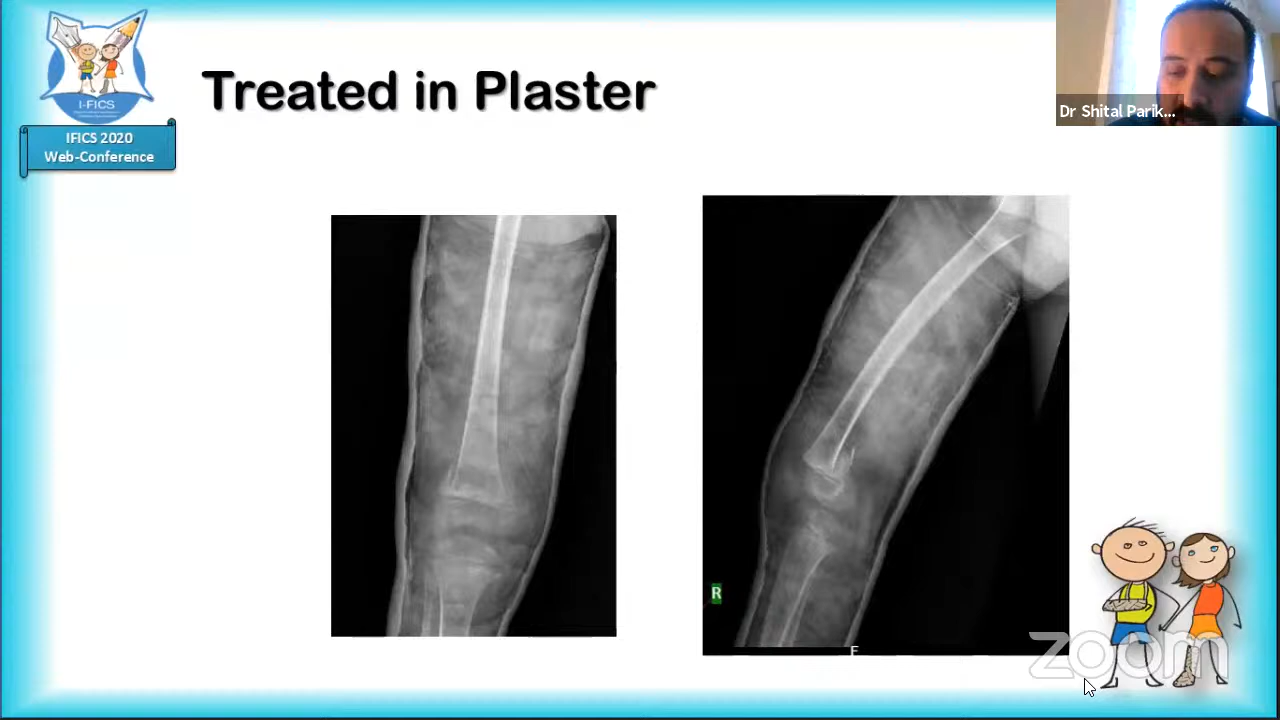 I-FICS
IFICS 2020
Web-Conference
Treated in Plaster
Dr Shital Parik...
R
F
zoom